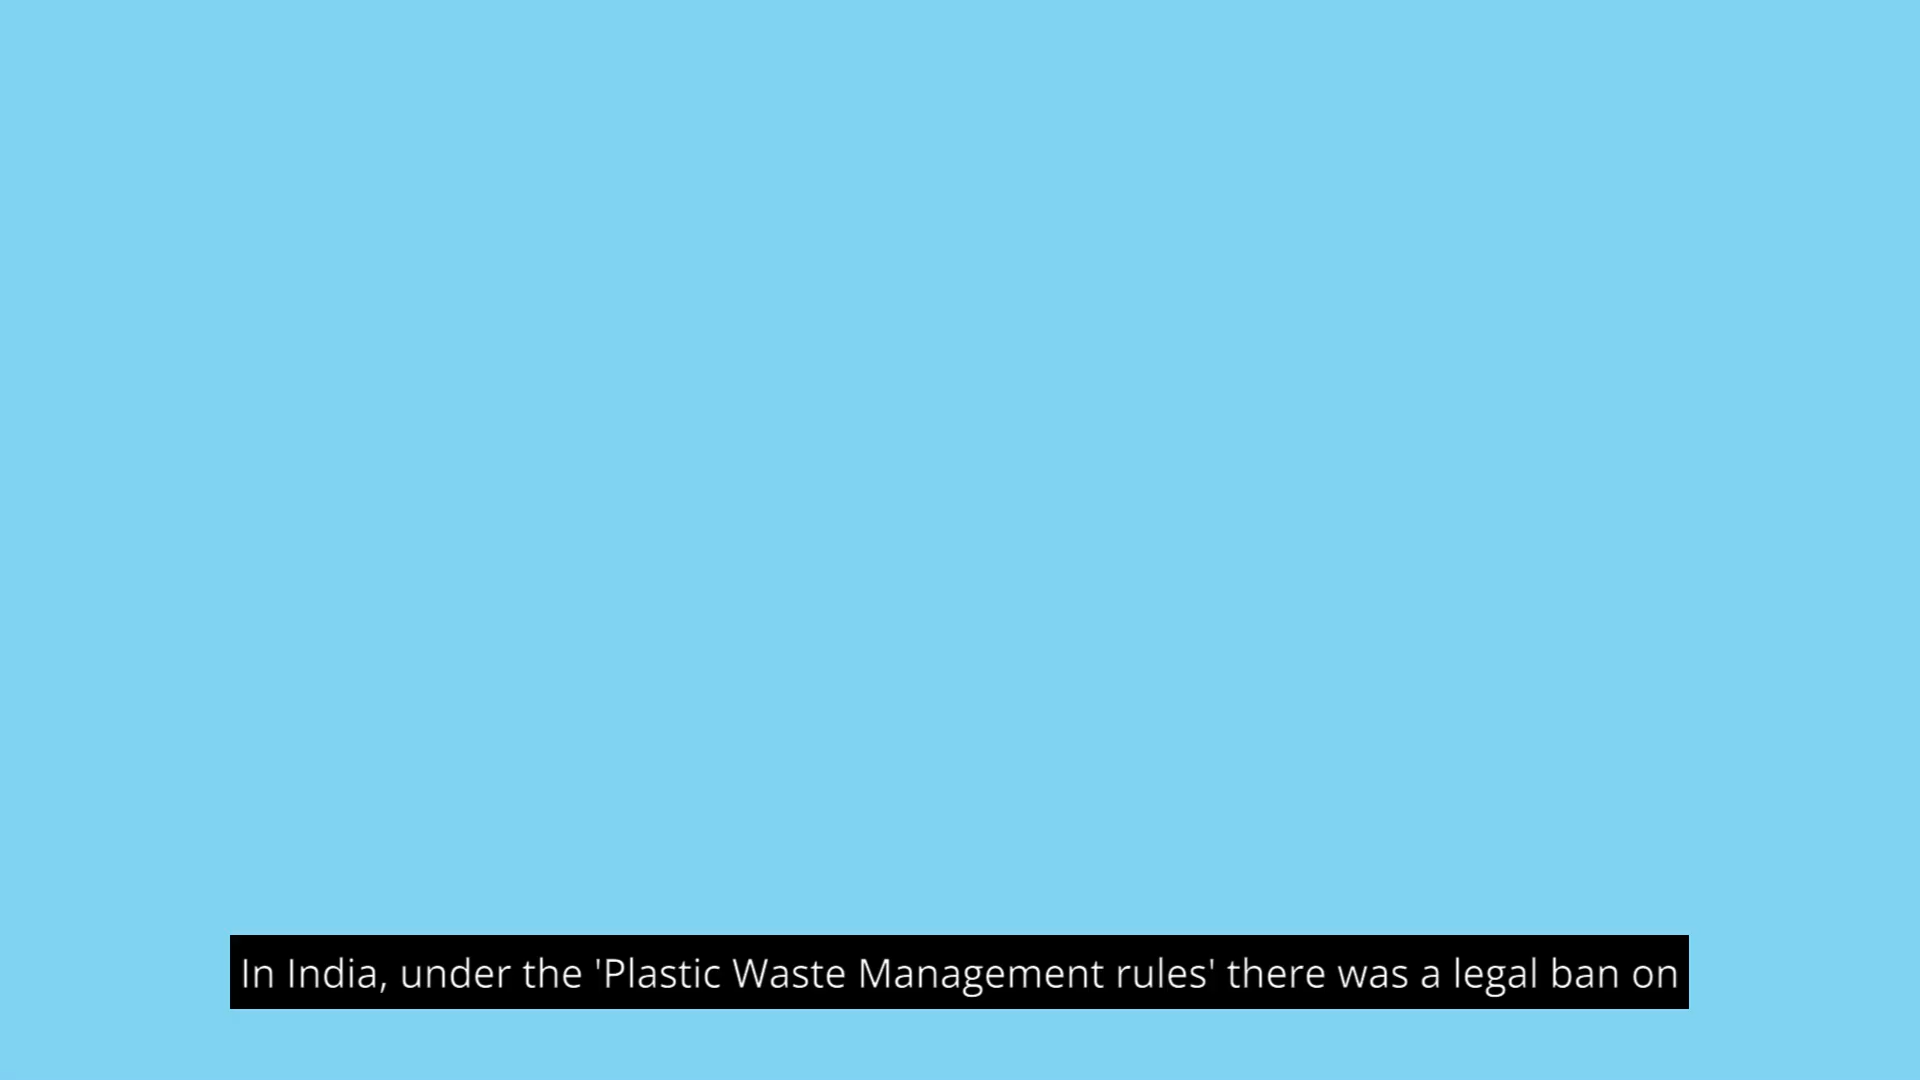 In India, under the 'Plastic Waste Management rules' there was a legal ban on